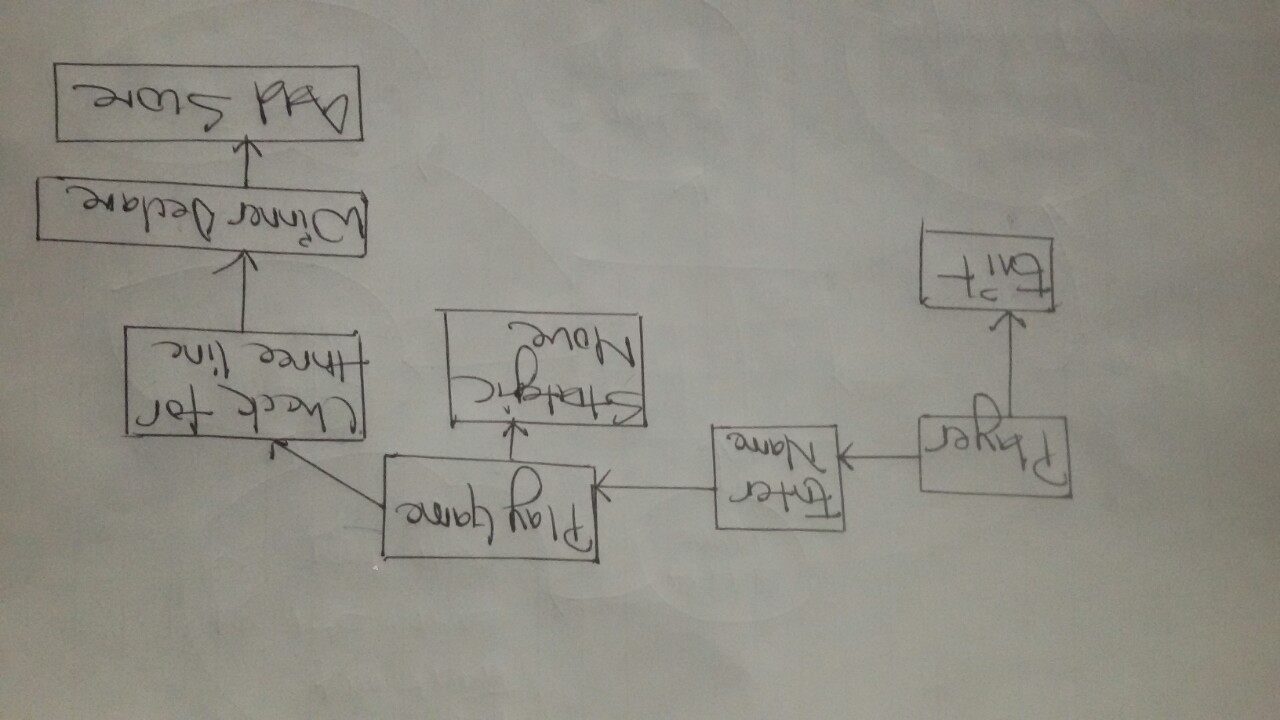 Player
Exit
Enter
Name
Play Game
Strategic
Move
Check for
three line
Winner Declare
Add Score